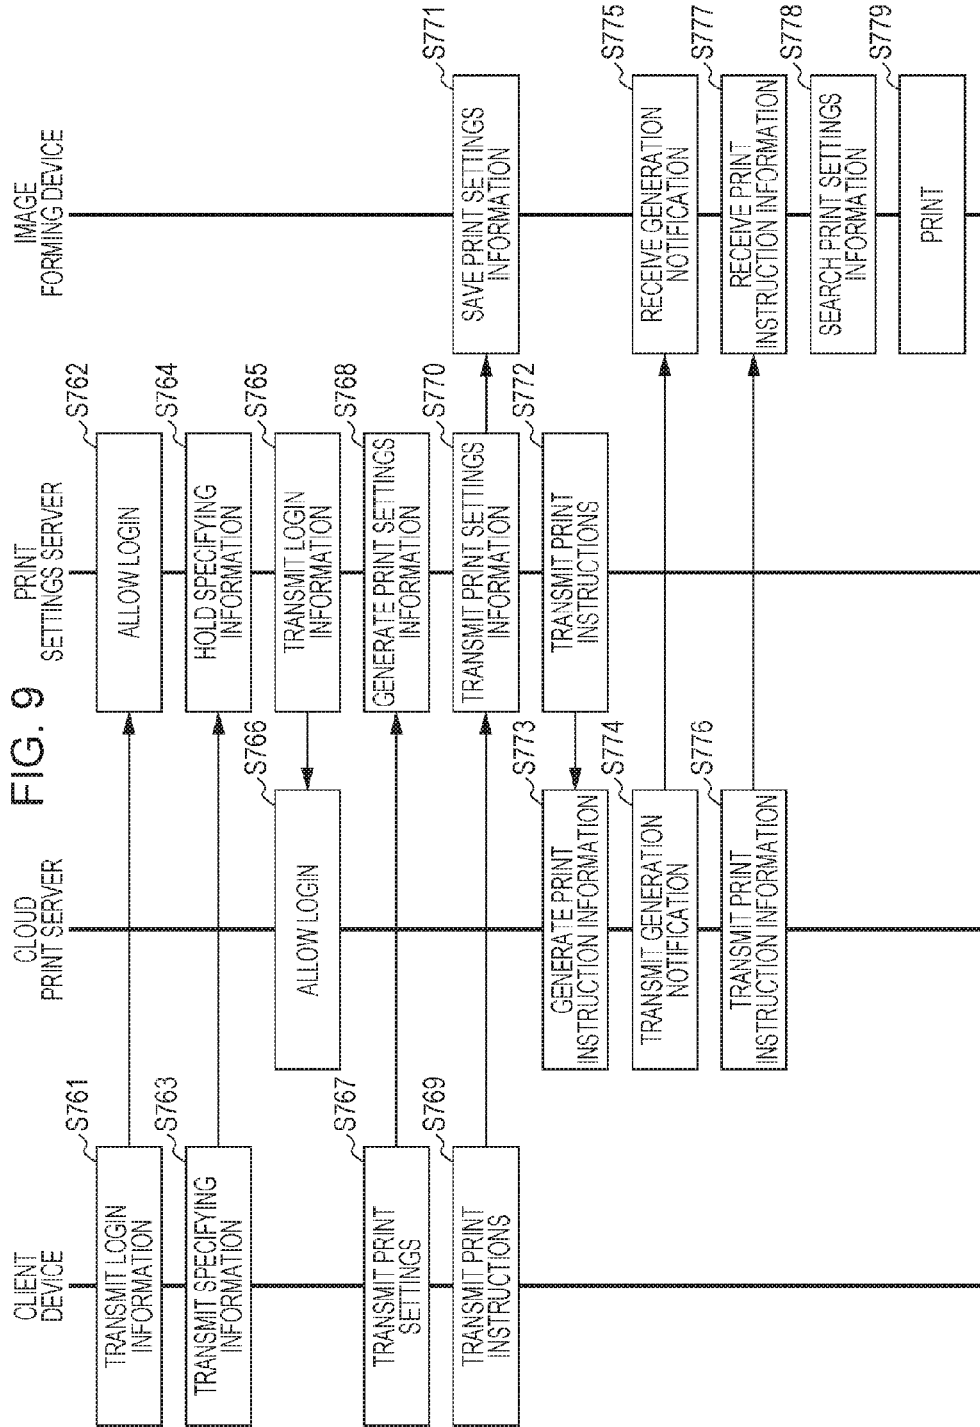 FIG. 9
CLIENT
DEVICE
CLOUD
PRINT SERVER
PRINT
SETTINGS SERVER
IMAGE
FORMING DEVICE
S761
TRANSMIT LOGIN
INFORMATION
S762
ALLOW LOGIN
S763
TRANSMIT SPECIFYING
INFORMATION
S764
HOLD SPECIFYING
INFORMATION
S765
TRANSMIT LOGIN
INFORMATION
S766
ALLOW LOGIN
S767
TRANSMIT PRINT
SETTINGS
S768
GENERATE PRINT SETTINGS
INFORMATION
S769
TRANSMIT PRINT
INSTRUCTIONS
S770
TRANSMIT PRINT SETTINGS
INFORMATION
S771
SAVE PRINT SETTINGS
INFORMATION
S772
TRANSMIT PRINT
INSTRUCTIONS
S773
GENERATE PRINT
INSTRUCTION INFORMATION
S774
TRANSMIT GENERATION
NOTIFICATION
S775
RECEIVE GENERATION
NOTIFICATION
S776
TRANSMIT PRINT
INSTRUCTION INFORMATION
S777
RECEIVE PRINT
INSTRUCTION INFORMATION
S778
SEARCH PRINT SETTINGS
INFORMATION
S779
PRINT